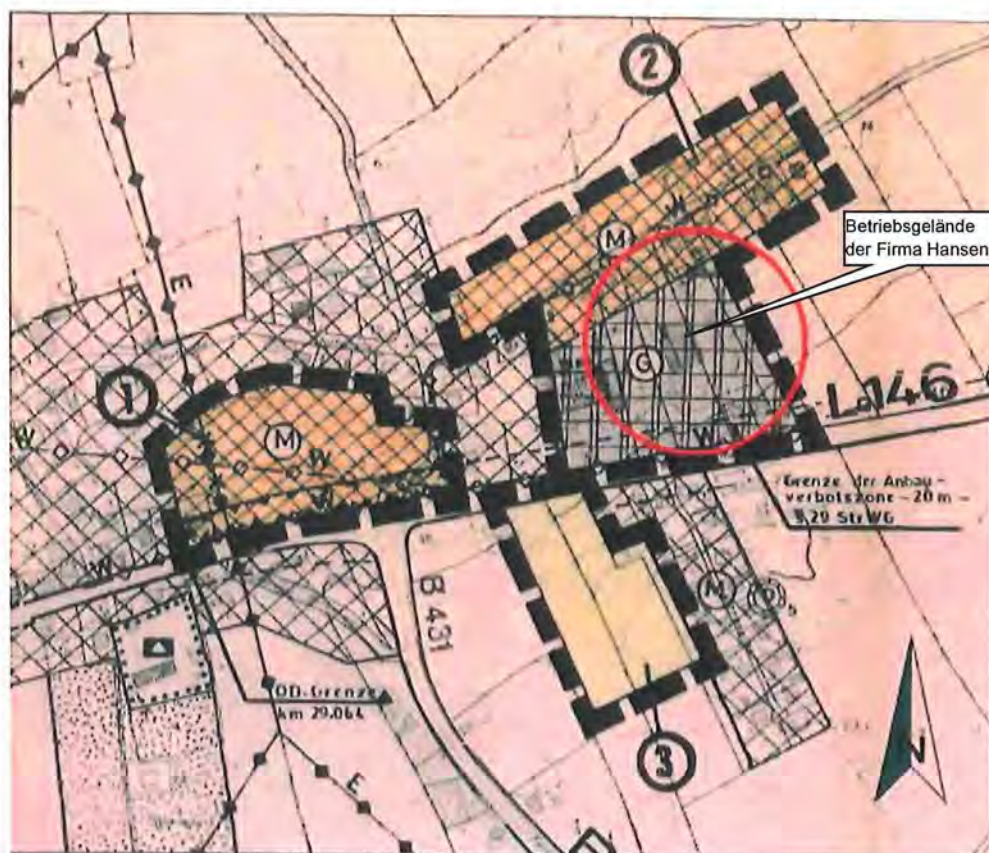 2
Betriebsgelände
der Firma Hansen
M
E
1
M
G
L 146
W
W
W
W
W
Grenze der Anbau-
verbotszone - 20 m -
§ 29 StrWG
B 431
M
OD-Grenze
km 29.064
E
3
N